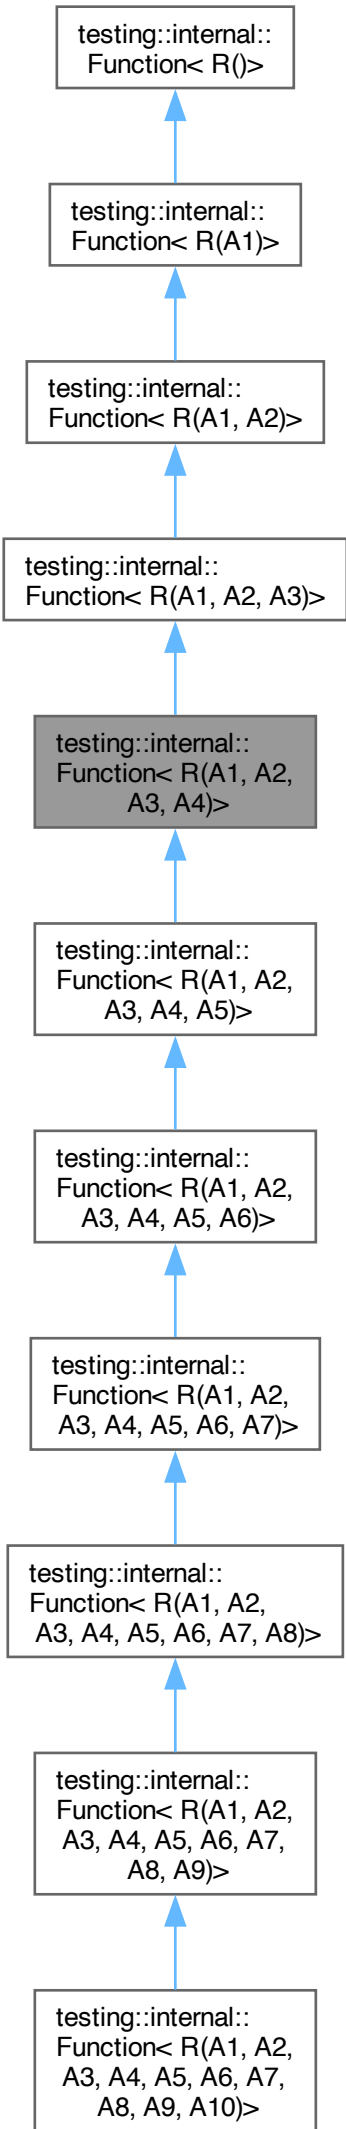 testing::internal::
Function< R()>
testing::internal::
Function< R(A1)>
testing::internal::
Function< R(A1, A2)>
testing::internal::
Function< R(A1, A2, A3)>
testing::internal::
Function< R(A1, A2,
A3, A4)>
testing::internal::
Function< R(A1, A2,
A3, A4, A5)>
testing::internal::
Function< R(A1, A2,
A3, A4, A5, A6)>
testing::internal::
Function< R(A1, A2,
A3, A4, A5, A6, A7)>
testing::internal::
Function< R(A1, A2,
A3, A4, A5, A6, A7, A8)>
testing::internal::
Function< R(A1, A2,
A3, A4, A5, A6, A7,
A8, A9)>
testing::internal::
Function< R(A1, A2,
A3, A4, A5, A6, A7,
A8, A9, A10)>